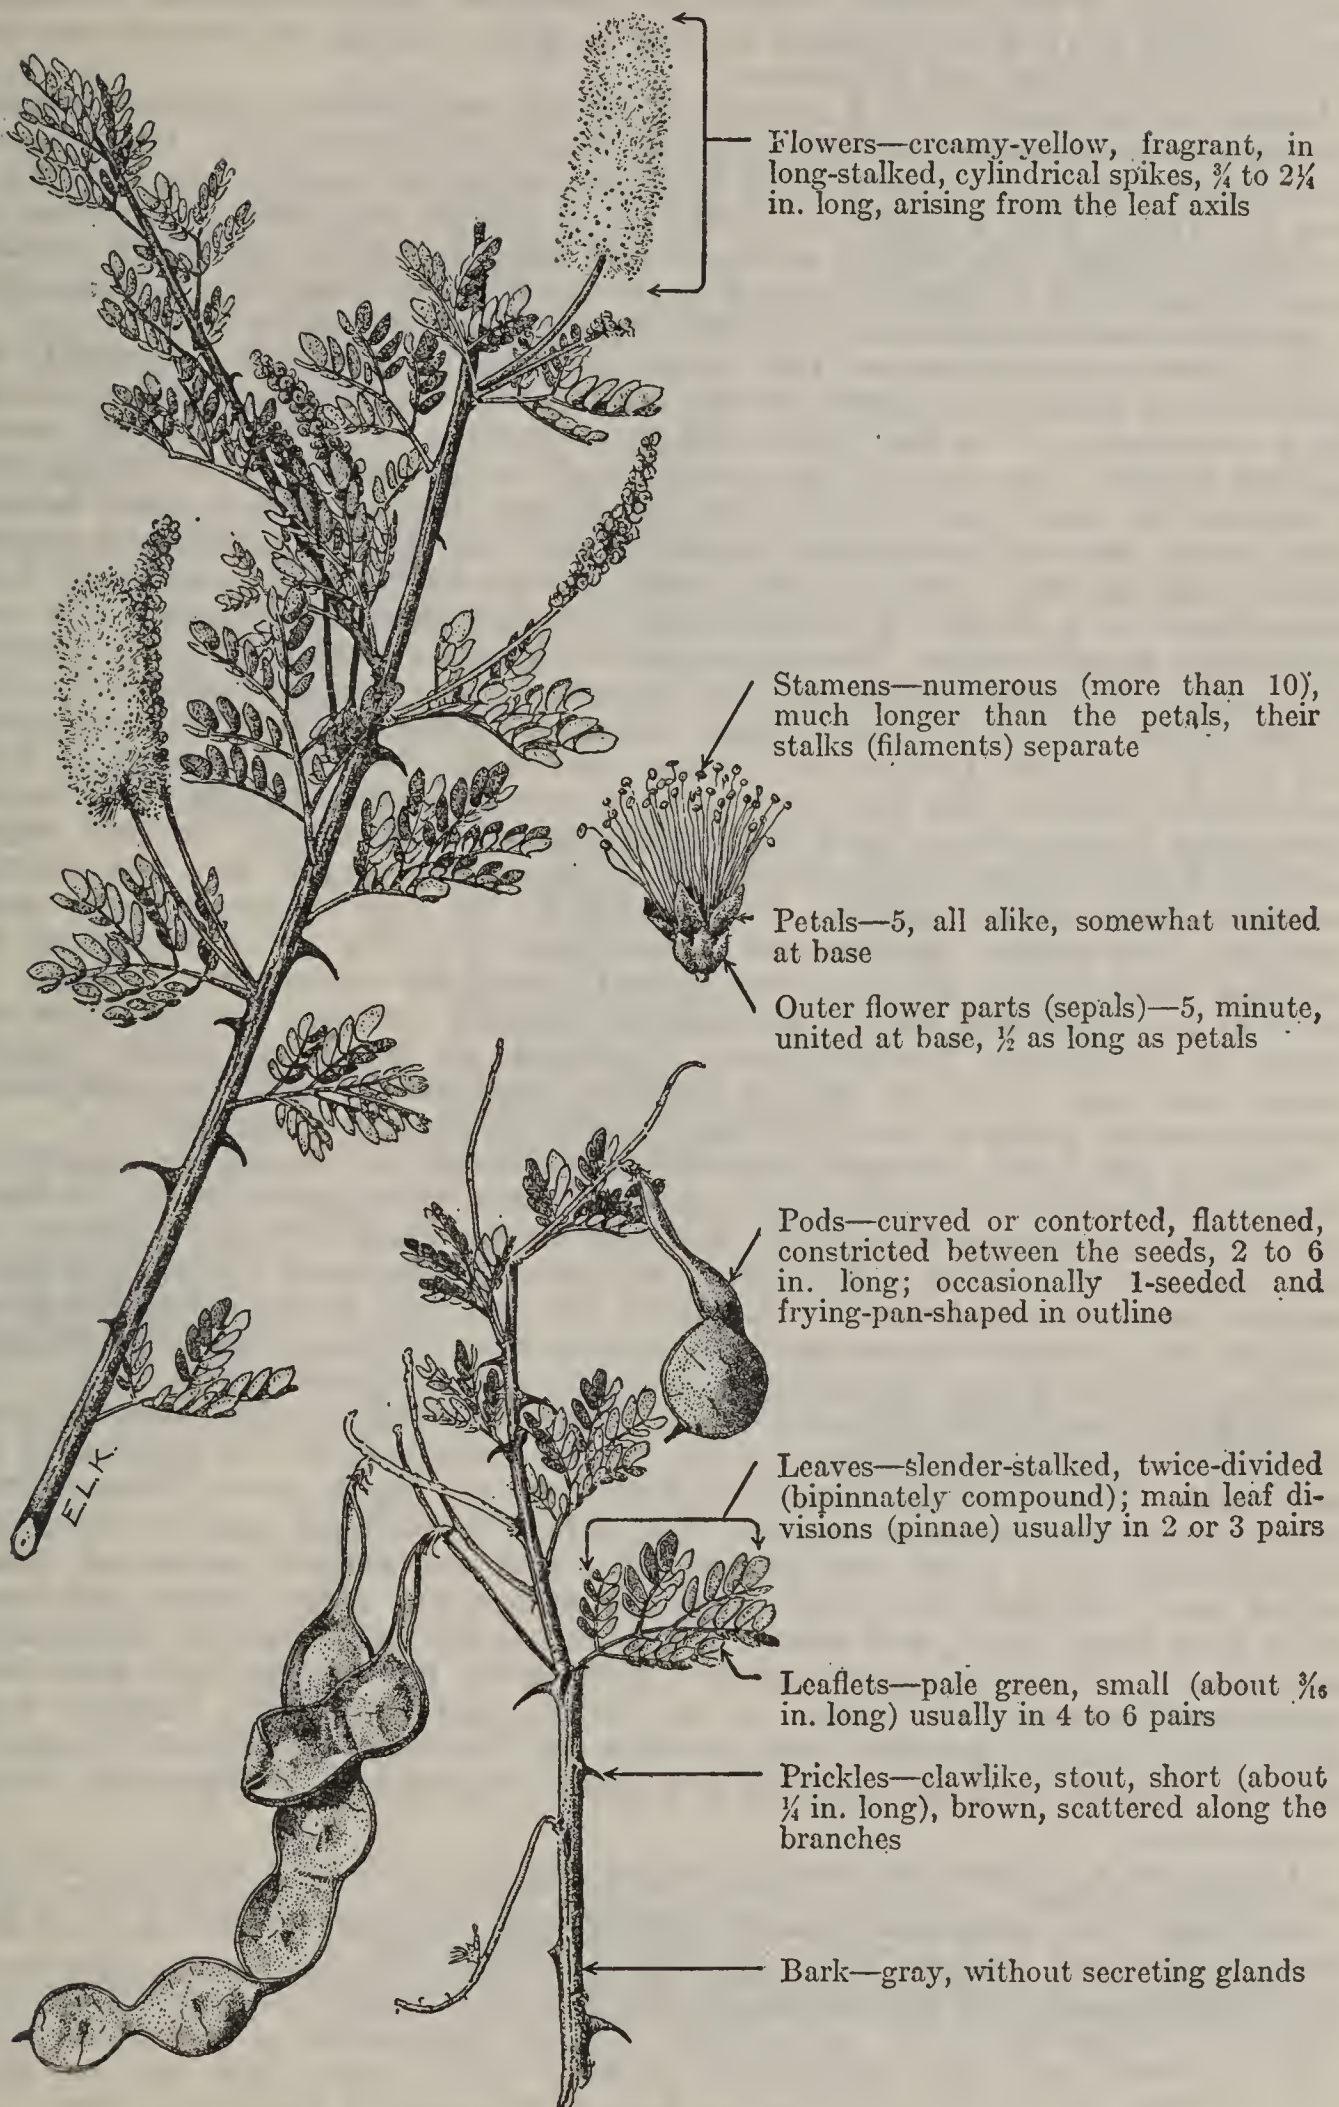 Flowers—creamy-yellow, fragrant, in
long-stalked, cylindrical spikes, ¾ to 2¼
in. long, arising from the leaf axils
Stamens—numerous (more than 10),
much longer than the petals, their
stalks (filaments) separate
Petals—5, all alike, somewhat united
at base
Outer flower parts (sepals)—5, minute,
united at base, ½ as long as petals
Pods—curved or contorted, flattened,
constricted between the seeds, 2 to 6
in. long; occasionally 1-seeded and
frying-pan-shaped in outline
E.L.K.
Leaves—slender-stalked, twice-divided
(bipinnately compound); main leaf di-
visions (pinnae) usually in 2 or 3 pairs
Leaflets—pale green, small (about 3/16
in. long) usually in 4 to 6 pairs
Prickles—clawlike, stout, short (about
¼ in. long), brown, scattered along the
branches
Bark—gray, without secreting glands